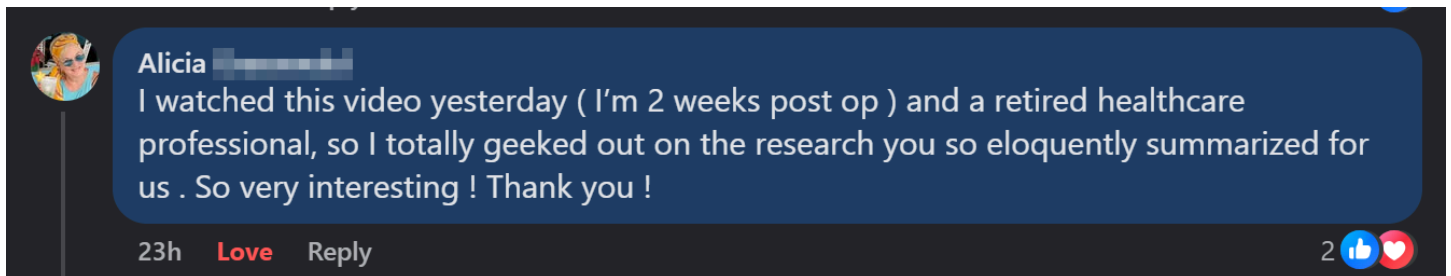 Alicia
I watched this video yesterday ( I’m 2 weeks post op ) and a retired healthcare
professional, so I totally geeked out on the research you so eloquently summarized for
us . So very interesting ! Thank you !
23h Love Reply 2